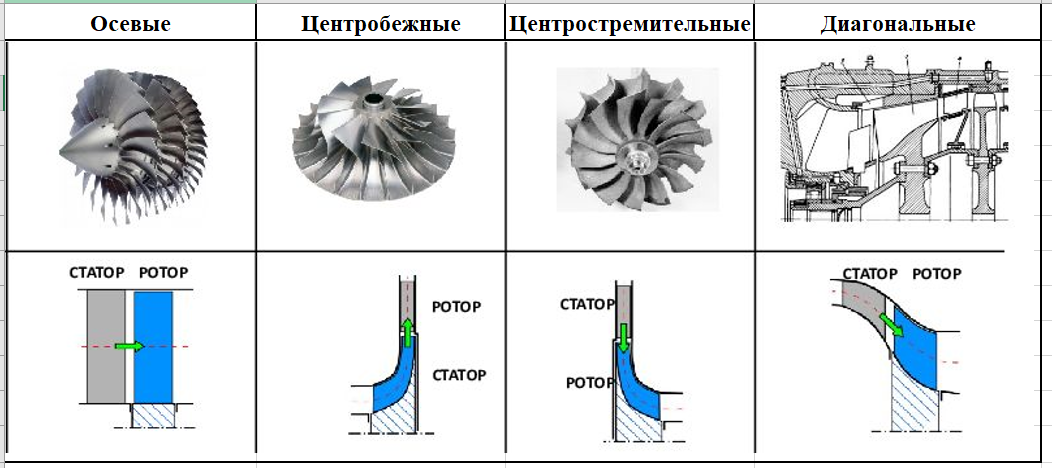 Осевые
Центробежные
Центростремительные
Диагональные
СТАТОР РОТОР
РОТОР
СТАТОР
СТАТОР
РОТОР
СТАТОР РОТОР